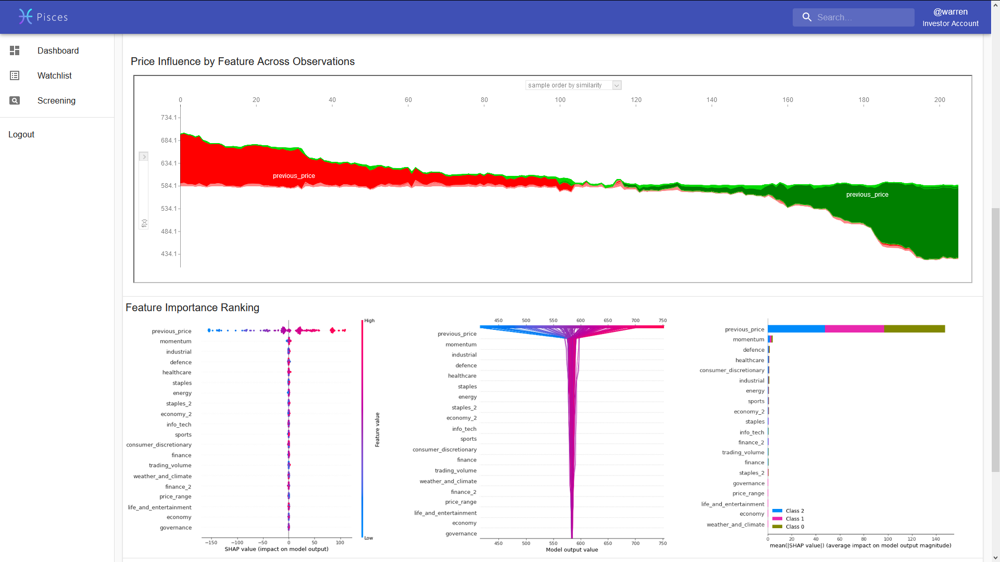 Pisces
Search...
@warren
Investor Account
Dashboard
Watchlist
Screening
Logout
Price Influence by Feature Across Observations
sample order by similarity
0 20 40 60 80 100 120 140 160 180 200
734.1
684.1
634.1
584.1
534.1
484.1
434.1
f(x)
previous_price
previous_price
Feature Importance Ranking
previous_price
momentum
industrial
defence
healthcare
staples
energy
staples_2
economy_2
info_tech
sports
consumer_discretionary
finance
trading_volume
weather_and_climate
finance_2
price_range
life_and_entertainment
economy
governance
−150 −100 −50 0 50 100
SHAP value (impact on model output)
High
Feature value
Low
450 500 550 600 650 700 750
previous_price
momentum
industrial
defence
healthcare
staples
energy
staples_2
economy_2
info_tech
sports
consumer_discretionary
finance
trading_volume
weather_and_climate
finance_2
price_range
life_and_entertainment
economy
governance
450 500 550 600 650 700 750
Model output value
previous_price
momentum
defence
healthcare
consumer_discretionary
industrial
energy
sports
economy_2
staples
info_tech
finance_2
trading_volume
finance
staples_2
governance
price_range
life_and_entertainment
economy
weather_and_climate
Class 2
Class 1
Class 0
0 20 40 60 80 100 120 140
mean(|SHAP value|) (average impact on model output magnitude)